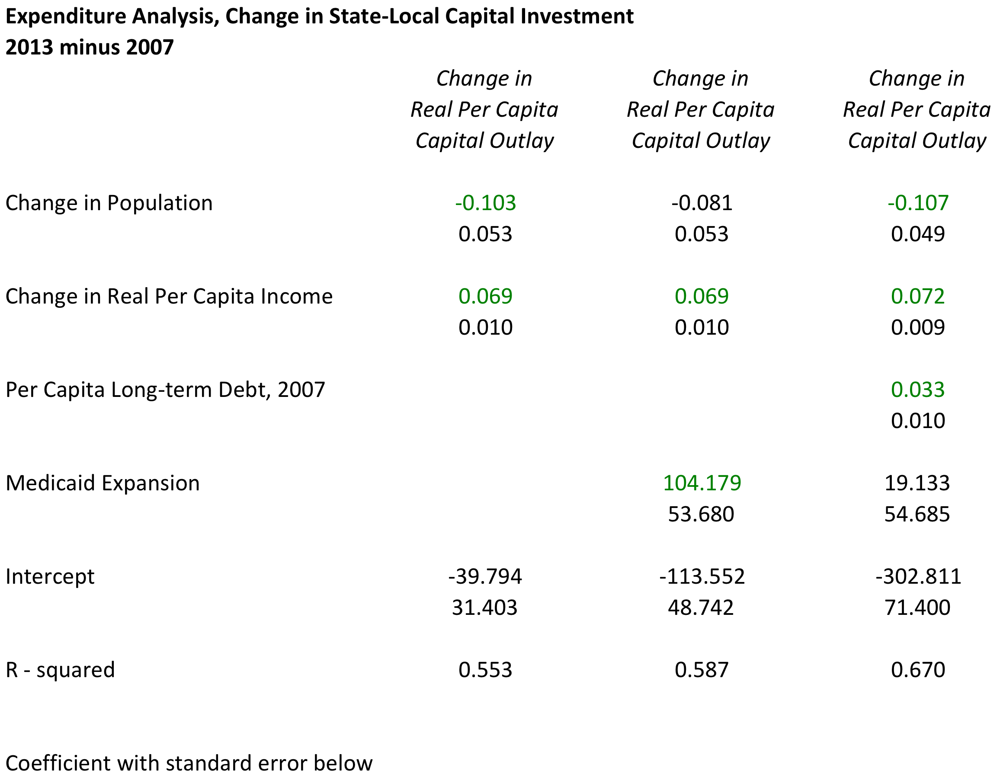 Expenditure Analysis, Change in State-Local Capital Investment
2013 minus 2007
Change in Change in Change in
Real Per Capita Real Per Capita Real Per Capita
Capital Outlay Capital Outlay Capital Outlay
Change in Population -0.103 -0.081 -0.107
0.053 0.053 0.049
Change in Real Per Capita Income 0.069 0.069 0.072
0.010 0.010 0.009
Per Capita Long-term Debt, 2007 0.033
0.010
Medicaid Expansion 104.179 19.133
53.680 54.685
Intercept -39.794 -113.552 -302.811
31.403 48.742 71.400
R - squared 0.553 0.587 0.670
Coefficient with standard error below